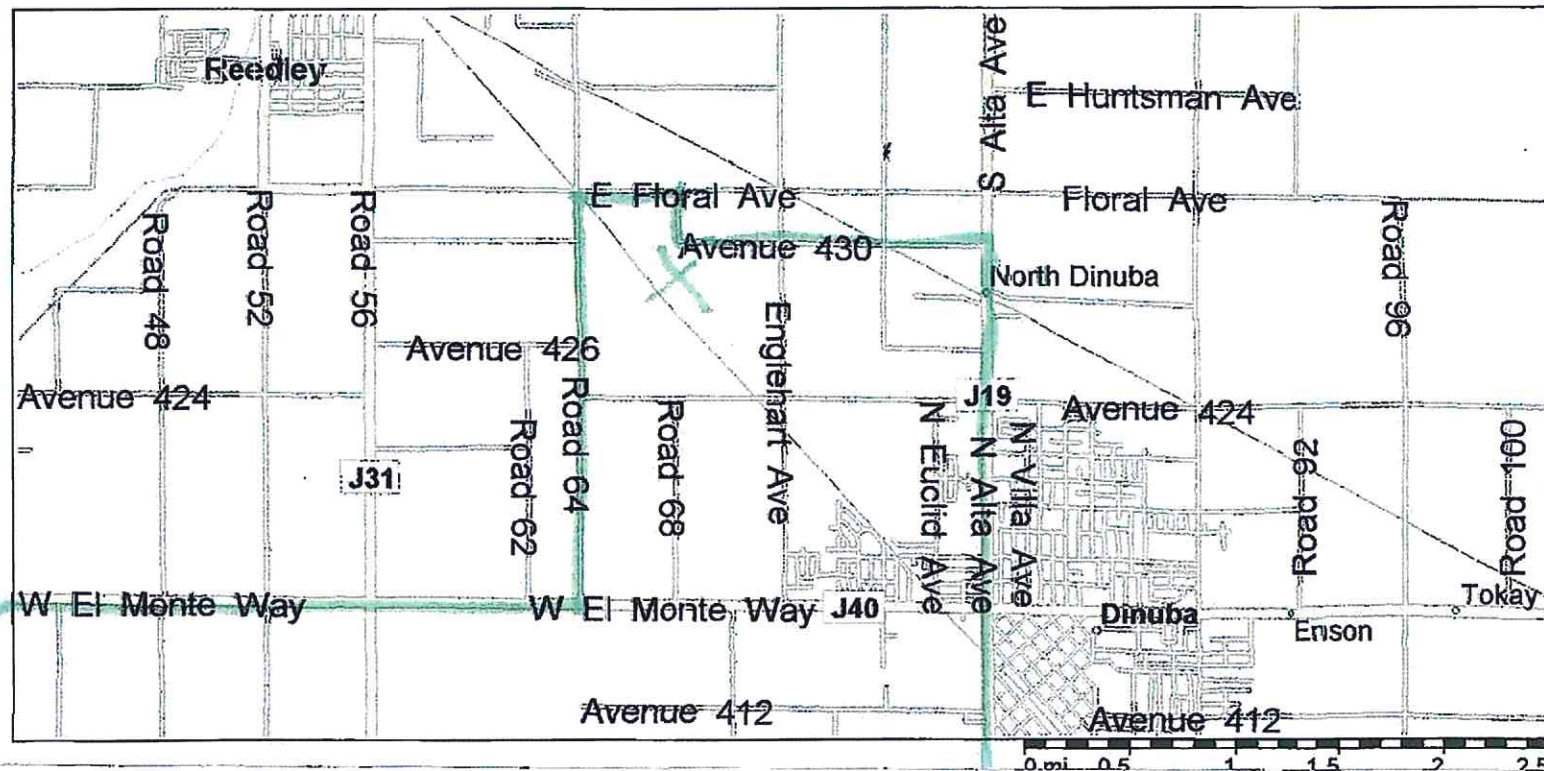 S Alta Ave
Reedley
E Huntsman Ave
E Floral Ave
Floral Ave
Road 48
Road 52
Road 56
Avenue 430
North Dinuba
Road 96
Englehart Ave
Avenue 426
Avenue 424
Road 64
J19
Avenue 424
Road 62
Road 68
N Euclid Ave
N Alta Ave
N Villa Ave
Road 92
Road 100
J31
W El Monte Way
W El Monte Way
J40
Dinuba
Enson
Tokay
Avenue 412
Avenue 412
0 mi 0.5 1 1.5 2 2.5